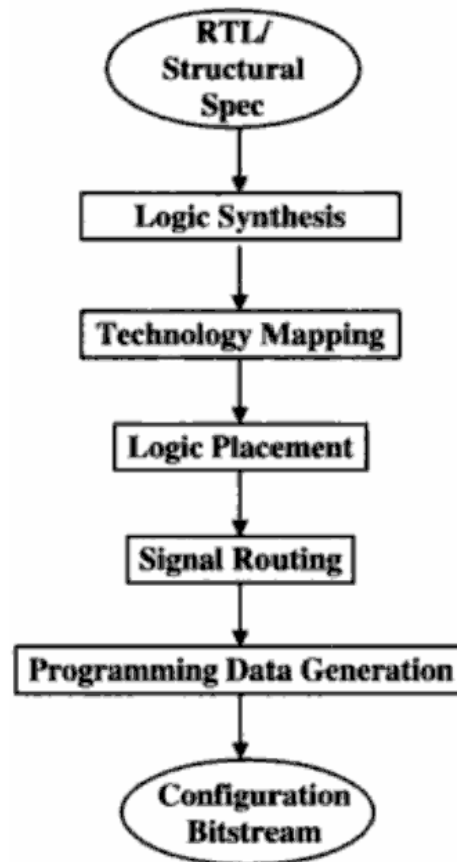 RTL/
Structural
Spec
Logic Synthesis
Technology Mapping
Logic Placement
Signal Routing
Programming Data Generation
Configuration
Bitstream